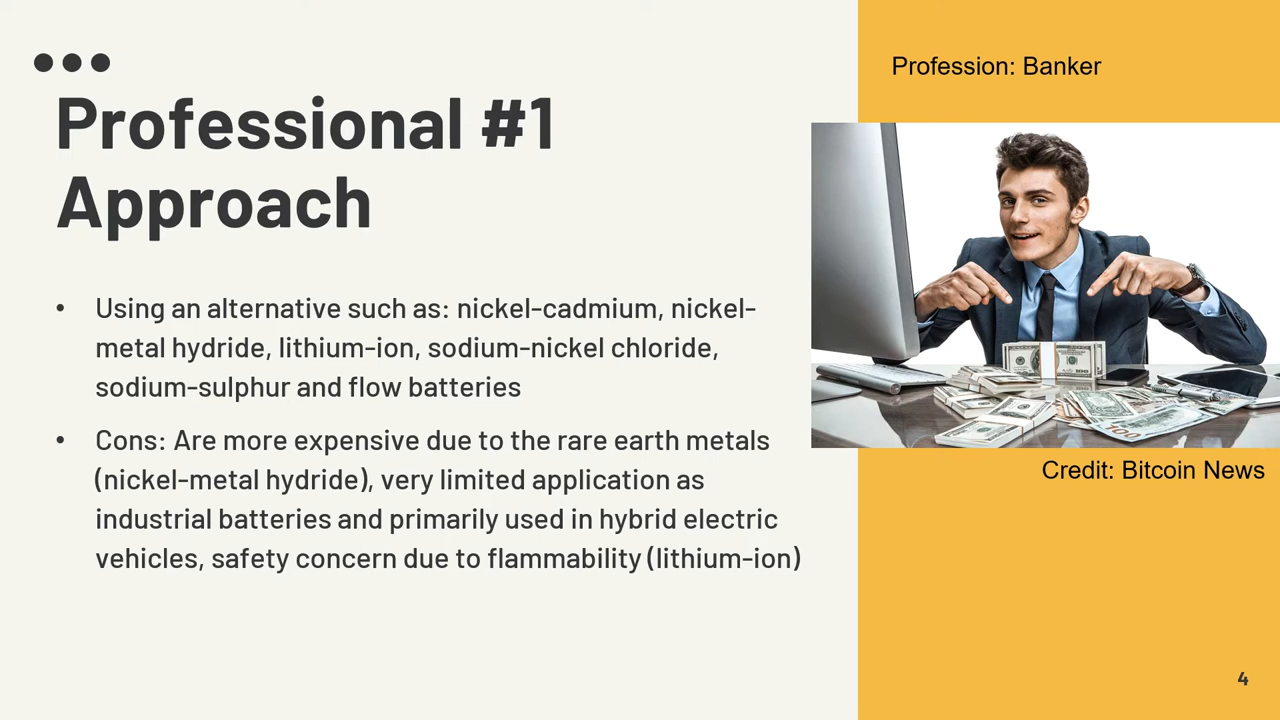 Professional #1
Approach
• Using an alternative such as: nickel-cadmium, nickel-
metal hydride, lithium-ion, sodium-nickel chloride,
sodium-sulphur and flow batteries
• Cons: Are more expensive due to the rare earth metals
(nickel-metal hydride), very limited application as
industrial batteries and primarily used in hybrid electric
vehicles, safety concern due to flammability (lithium-ion)
Profession: Banker
100
100
Credit: Bitcoin News
4